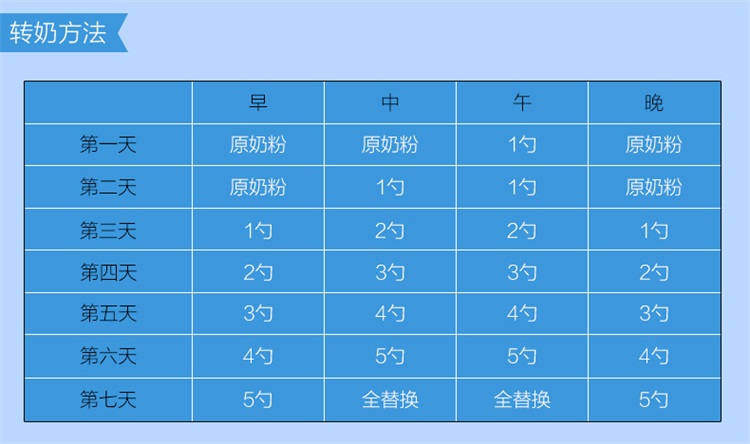 转奶方法
早 中 午 晚
第一天 原奶粉 原奶粉 1勺 原奶粉
第二天 原奶粉 1勺 1勺 原奶粉
第三天 1勺 2勺 2勺 1勺
第四天 2勺 3勺 3勺 2勺
第五天 3勺 4勺 4勺 3勺
第六天 4勺 5勺 5勺 4勺
第七天 5勺 全替换 全替换 5勺